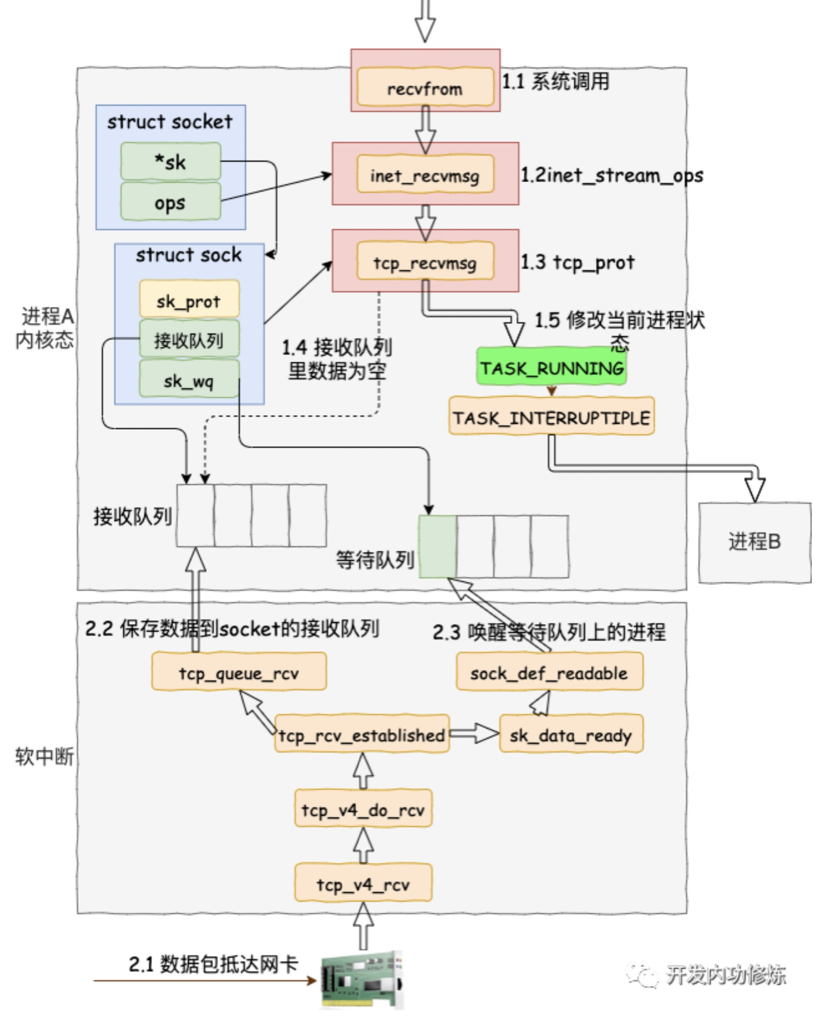 recvfrom
1.1 系统调用
struct socket
*sk
ops
inet_recvmsg
1.2inet_stream_ops
struct sock
sk_prot
接收队列
sk_wq
tcp_recvmsg
1.3 tcp_prot
进程A
内核态
1.4 接收队列
里数据为空
1.5 修改当前进程状
态
TASK_RUNNING
TASK_INTERRUPTIPLE
接收队列
等待队列
进程B
2.2 保存数据到socket的接收队列
2.3 唤醒等待队列上的进程
tcp_queue_rcv
sock_def_readable
tcp_rcv_established
sk_data_ready
软中断
tcp_v4_do_rcv
tcp_v4_rcv
2.1 数据包抵达网卡
开发内功修炼